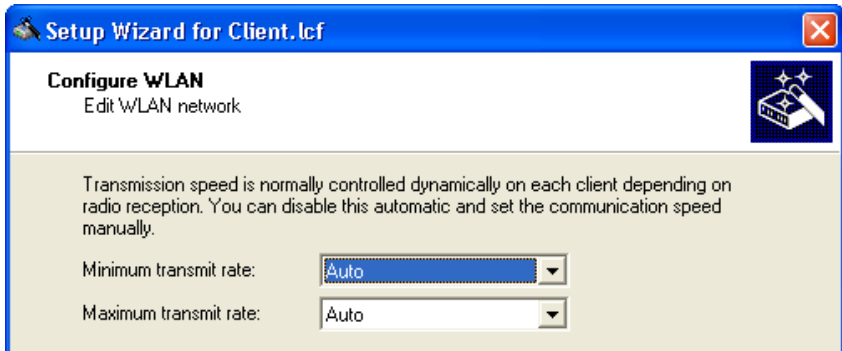 Setup Wizard for Client.lcf
Configure WLAN
Edit WLAN network
Transmission speed is normally controlled dynamically on each client depending on
radio reception. You can disable this automatic and set the communication speed
manually.
Minimum transmit rate: Auto
Maximum transmit rate: Auto